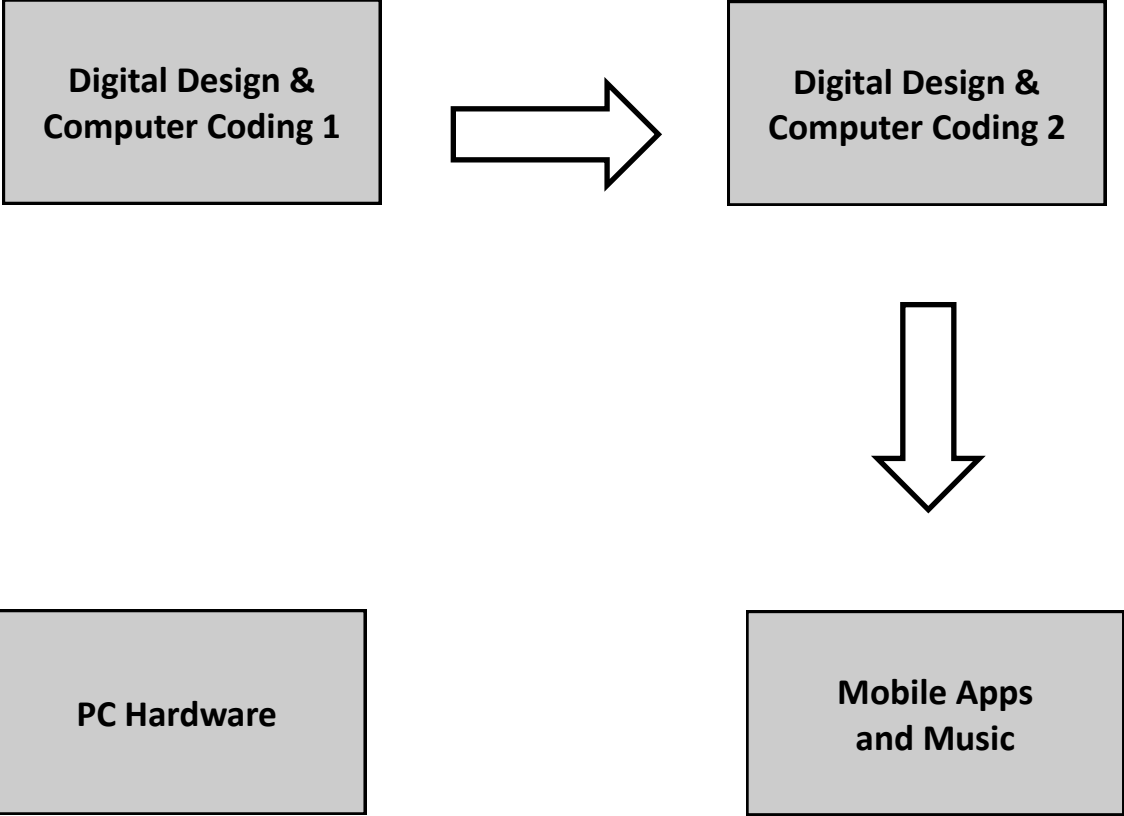 Digital Design &
Computer Coding 1
Digital Design &
Computer Coding 2
PC Hardware
Mobile Apps
and Music